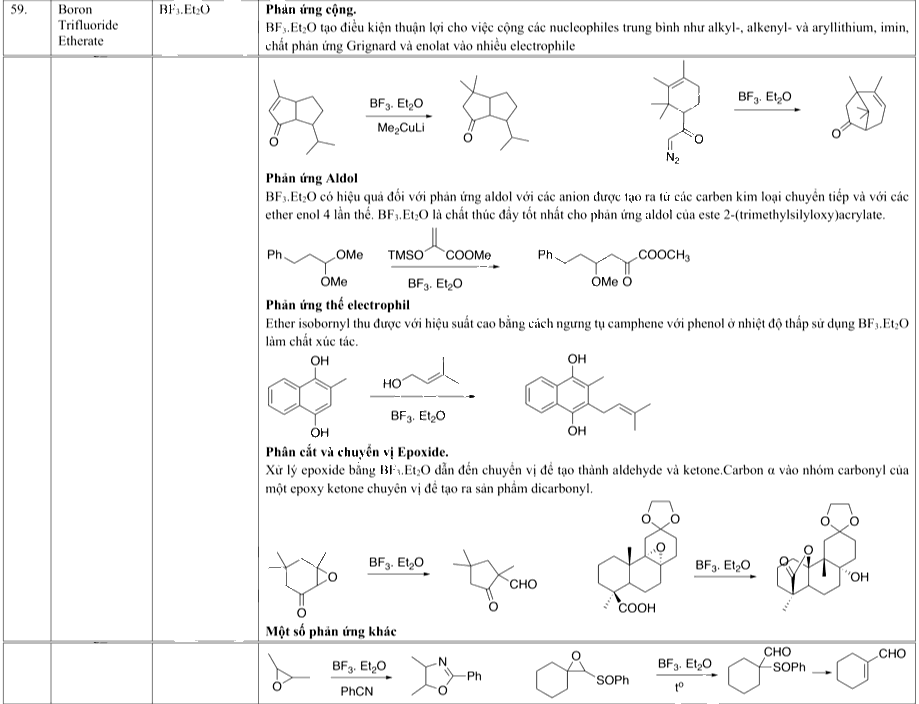 59. Boron Trifluoride Etherate BF₃.Et₂O Phản ứng cộng.
BF₃.Et₂O tạo điều kiện thuận lợi cho việc cộng các nucleophiles trung bình như alkyl-, alkenyl- và aryllithium, imin,
chất phản ứng Grignard và enolat vào nhiều electrophile
BF₃. Et₂O
Me₂CuLi
O
O
O
N₂
BF₃. Et₂O
O
Phản ứng Aldol
BF₃.Et₂O có hiệu quả đối với phản ứng aldol với các anion được tạo ra từ các carben kim loại chuyển tiếp và với các
ether enol 4 lần thế. BF₃.Et₂O là chất thúc đẩy tốt nhất cho phản ứng aldol của este 2-(trimethylsilyloxy)acrylate.
Ph OMe TMSO COOMe Ph COOCH₃
OMe BF₃. Et₂O OMe O
Phản ứng thế electrophil
Ether isobornyl thu được với hiệu suất cao bằng cách ngưng tụ camphene với phenol ở nhiệt độ thấp sử dụng BF₃.Et₂O
làm chất xúc tác.
OH OH
HO
BF₃. Et₂O
OH OH
Phân cắt và chuyển vị Epoxide.
Xử lý epoxide bằng BF₃.Et₂O dẫn đến chuyển vị để tạo thành aldehyde và ketone.Carbon α vào nhóm carbonyl của
một epoxy ketone chuyên vị để tạo ra sản phẩm dicarbonyl.
O O O O
O O O
BF₃. Et₂O BF₃. Et₂O
O CHO OH
O O COOH
Một số phản ứng khác
O BF₃. Et₂O PhCN N O Ph
O SOPh BF₃. Et₂O t⁰ CHO SOPh CHO